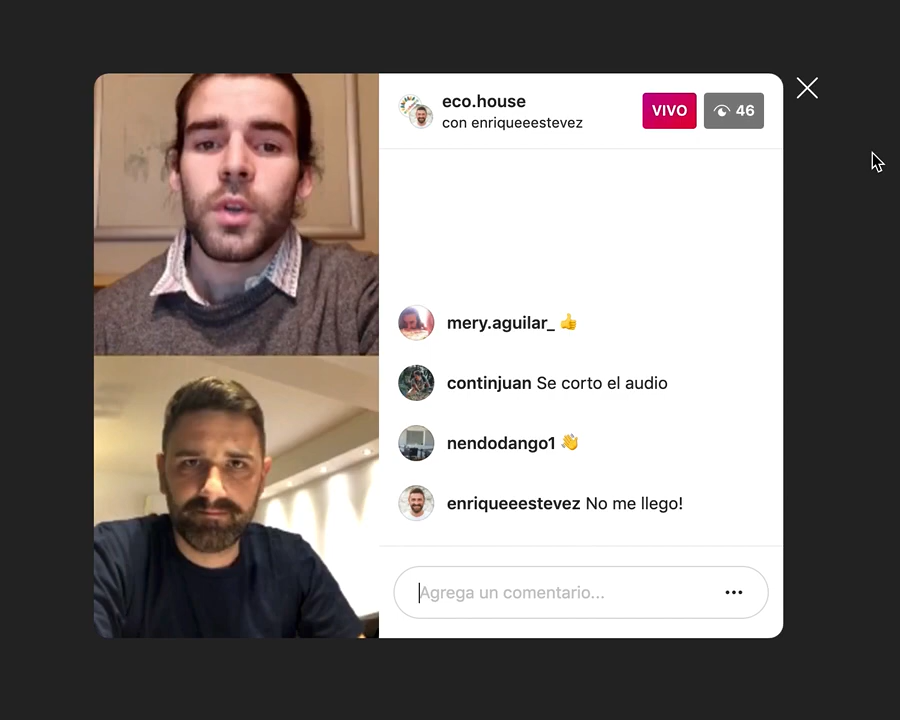 eco.house
con enriqueeestevez
VIVO
46
mery.aguilar_ 👍
continjuan Se corto el audio
nendodango1 👋
enriqueeestevez No me llego!
Agrega un comentario...